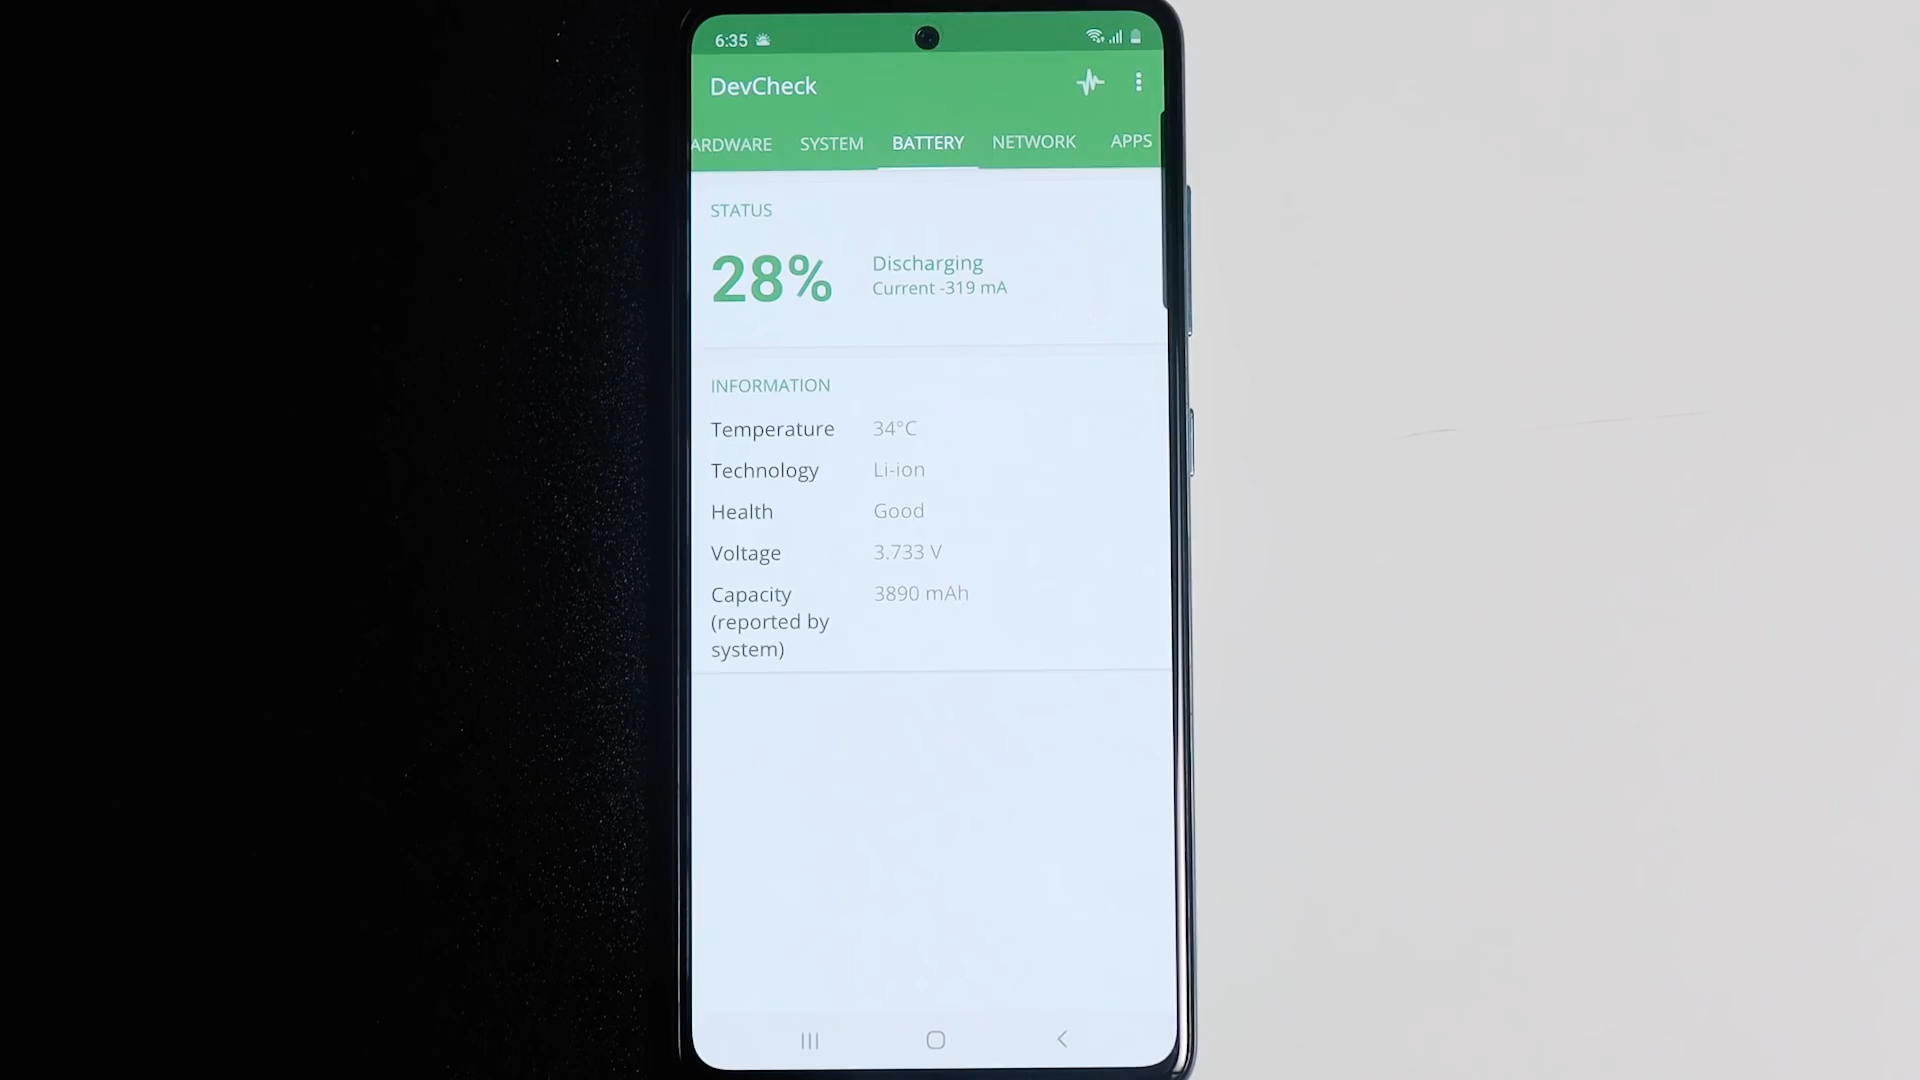 6:35
DevCheck
ARDWARE SYSTEM BATTERY NETWORK APPS
STATUS
28%
Discharging
Current -319 mA
INFORMATION
Temperature 34°C
Technology Li-ion
Health Good
Voltage 3.733 V
Capacity 3890 mAh
(reported by
system)